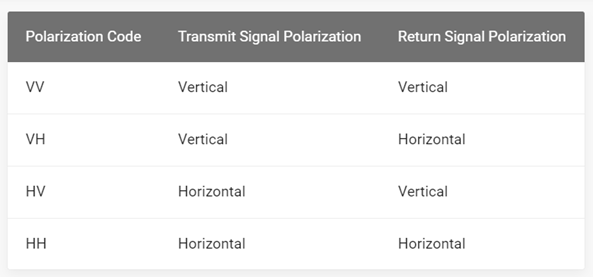 Polarization Code Transmit Signal Polarization Return Signal Polarization
VV Vertical Vertical
VH Vertical Horizontal
HV Horizontal Vertical
HH Horizontal Horizontal